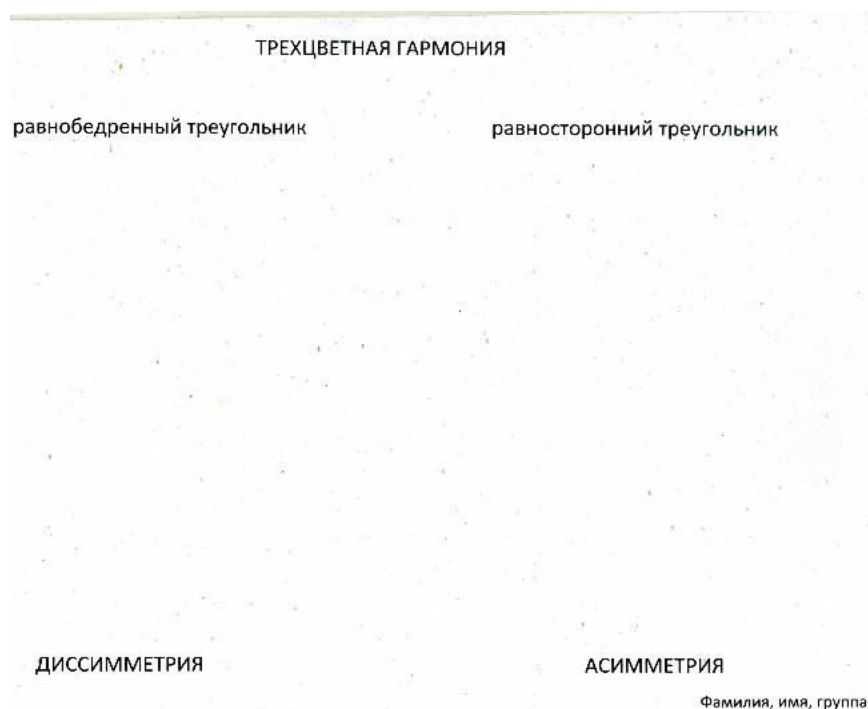 ТРЕХЦВЕТНАЯ ГАРМОНИЯ
равнобедренный треугольник
равносторонний треугольник
ДИССИММЕТРИЯ
АСИММЕТРИЯ
Фамилия, имя, группа